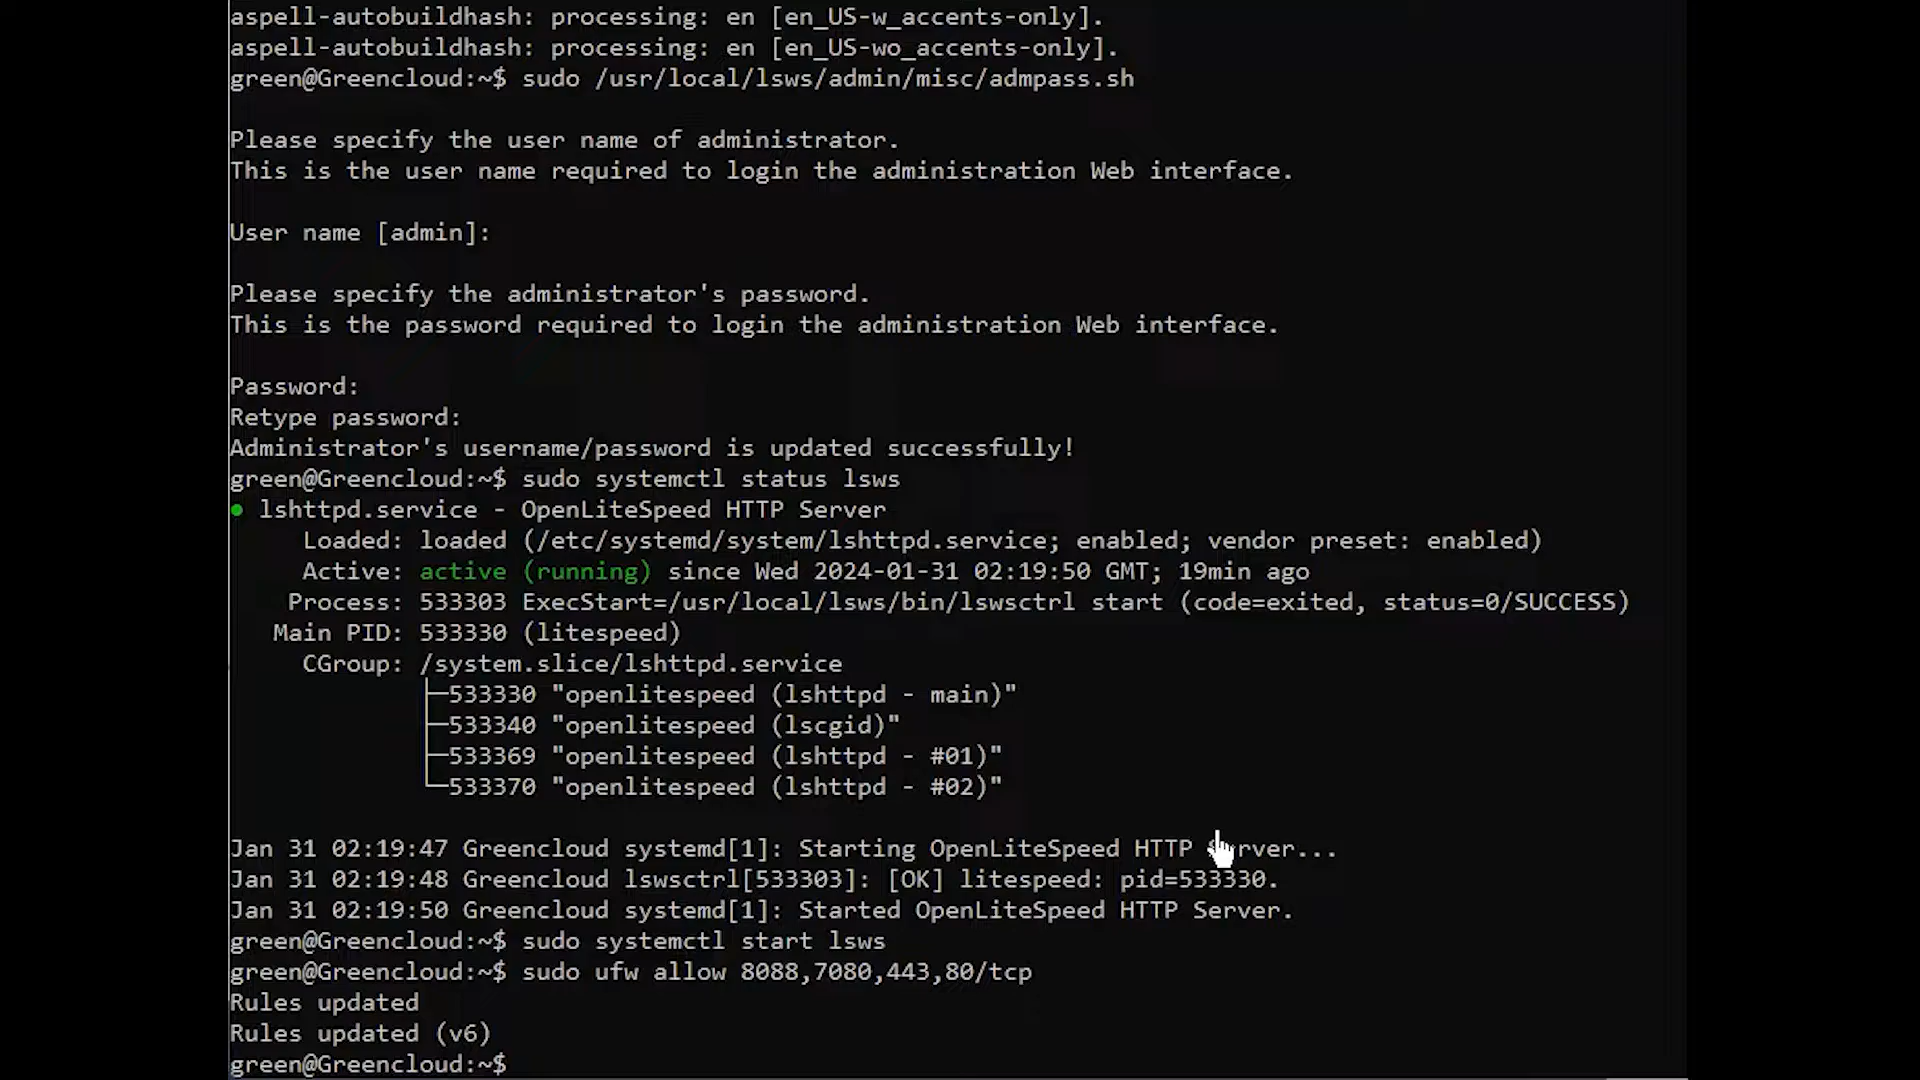 aspell-autobuildhash: processing: en [en_US-w_accents-only].
aspell-autobuildhash: processing: en [en_US-wo_accents-only].
green@Greencloud:~$ sudo /usr/local/lsws/admin/misc/admpass.sh
Please specify the user name of administrator.
This is the user name required to login the administration Web interface.
User name [admin]:
Please specify the administrator's password.
This is the password required to login the administration Web interface.
Password:
Retype password:
Administrator's username/password is updated successfully!
green@Greencloud:~$ sudo systemctl status lsws
● lshttpd.service - OpenLiteSpeed HTTP Server
Loaded: loaded (/etc/systemd/system/lshttpd.service; enabled; vendor preset: enabled)
Active: active (running) since Wed 2024-01-31 02:19:50 GMT; 19min ago
Process: 533303 ExecStart=/usr/local/lsws/bin/lswsctrl start (code=exited, status=0/SUCCESS)
Main PID: 533330 (litespeed)
CGroup: /system.slice/lshttpd.service
├─533330 "openlitespeed (lshttpd - main)"
├─533340 "openlitespeed (lscgid)"
├─533369 "openlitespeed (lshttpd - #01)"
└─533370 "openlitespeed (lshttpd - #02)"
Jan 31 02:19:47 Greencloud systemd[1]: Starting OpenLiteSpeed HTTP Server...
Jan 31 02:19:48 Greencloud lswsctrl[533303]: [OK] litespeed: pid=533330.
Jan 31 02:19:50 Greencloud systemd[1]: Started OpenLiteSpeed HTTP Server.
green@Greencloud:~$ sudo systemctl start lsws
green@Greencloud:~$ sudo ufw allow 8088,7080,443,80/tcp
Rules updated
Rules updated (v6)
green@Greencloud:~$